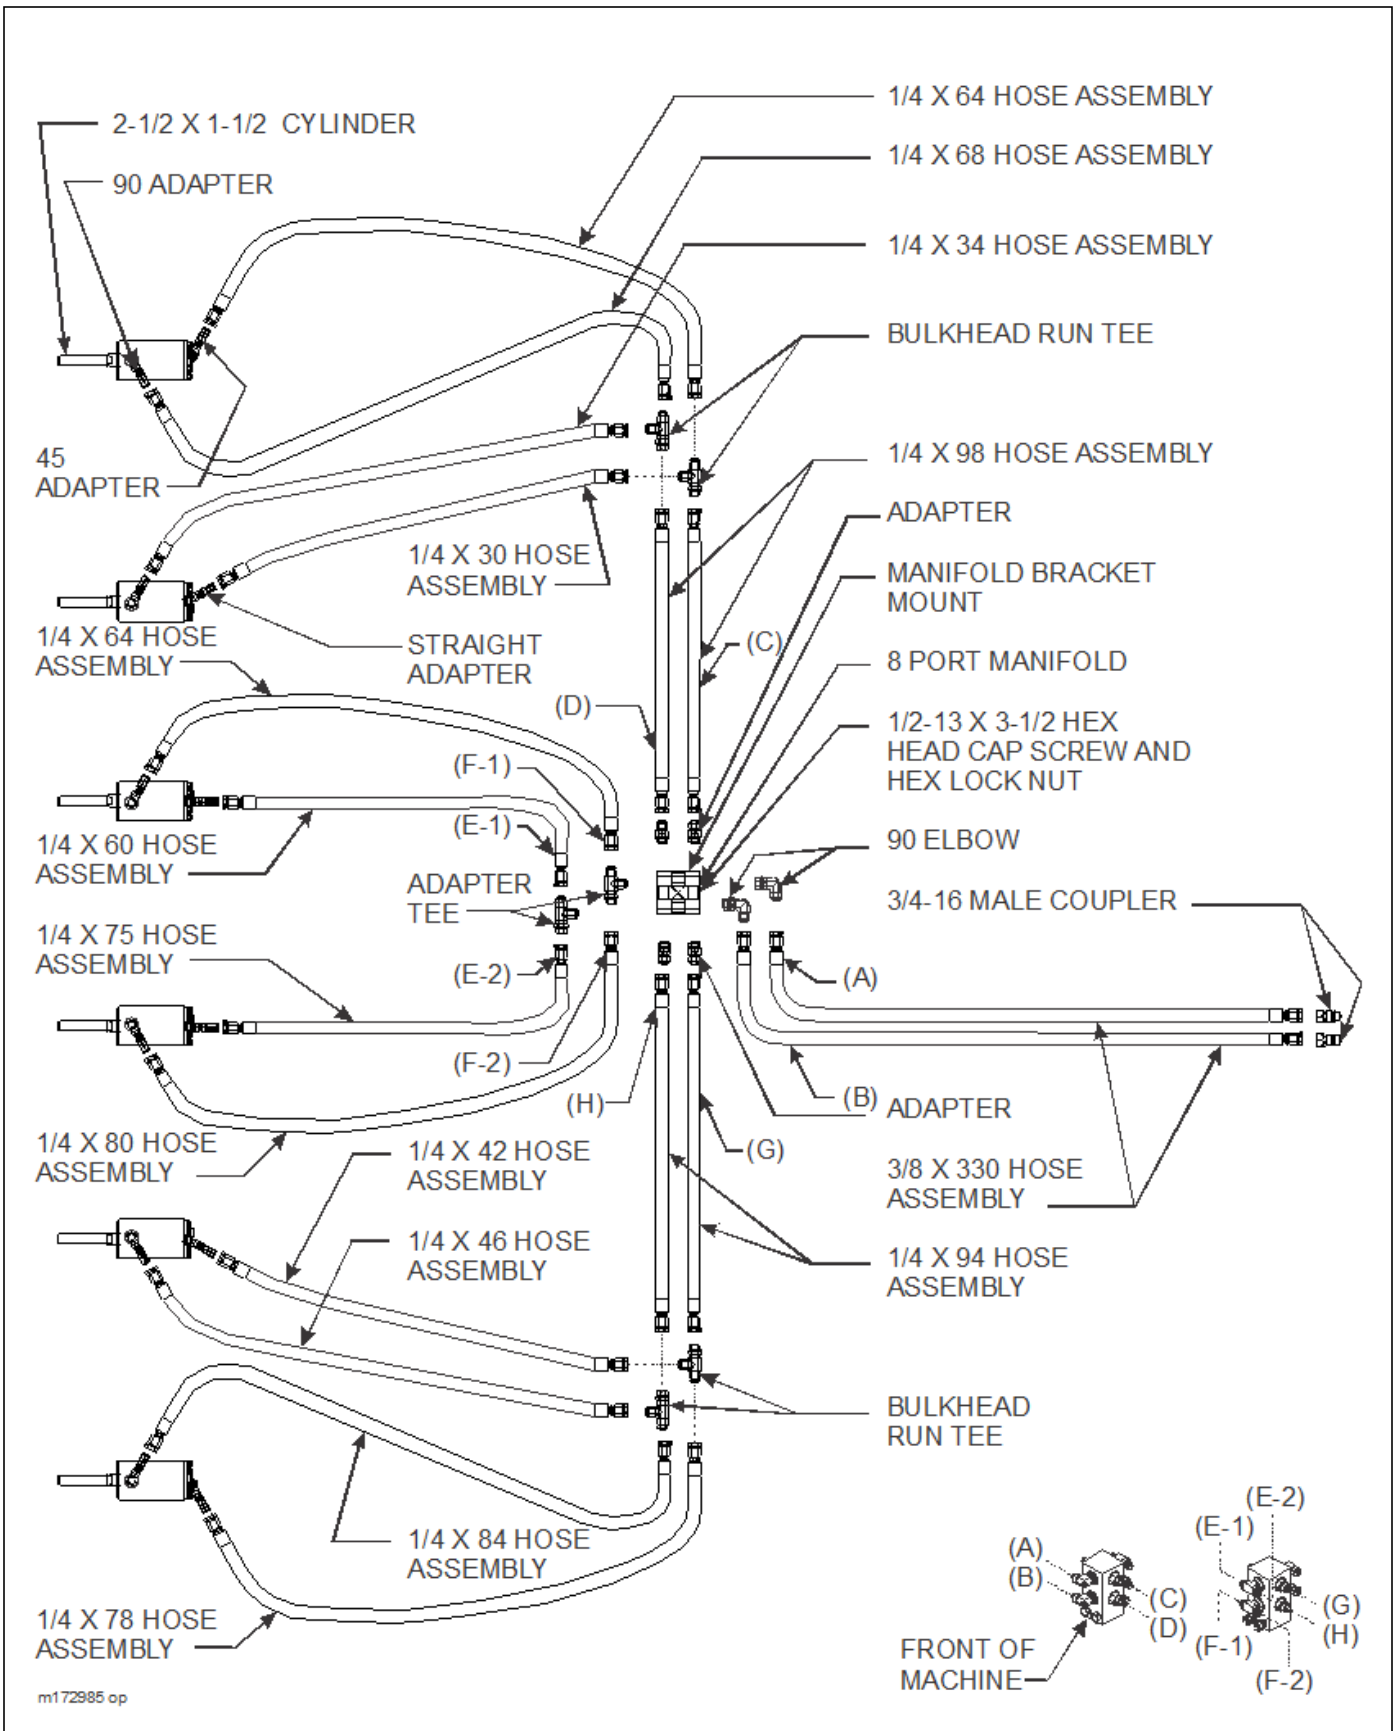 1/4 X 64 HOSE ASSEMBLY
2-1/2 X 1-1/2 CYLINDER
1/4 X 68 HOSE ASSEMBLY
90 ADAPTER
1/4 X 34 HOSE ASSEMBLY
BULKHEAD RUN TEE
45
ADAPTER
1/4 X 98 HOSE ASSEMBLY
ADAPTER
1/4 X 30 HOSE
ASSEMBLY
MANIFOLD BRACKET
MOUNT
1/4 X 64 HOSE
ASSEMBLY
STRAIGHT
ADAPTER
(C)
8 PORT MANIFOLD
(D)
1/2-13 X 3-1/2 HEX
HEAD CAP SCREW AND
HEX LOCK NUT
(F-1)
(E-1)
1/4 X 60 HOSE
ASSEMBLY
90 ELBOW
ADAPTER
TEE
3/4-16 MALE COUPLER
1/4 X 75 HOSE
ASSEMBLY
(E-2)
(A)
(F-2)
(H)
(B)
ADAPTER
1/4 X 80 HOSE
ASSEMBLY
1/4 X 42 HOSE
ASSEMBLY
(G)
3/8 X 330 HOSE
ASSEMBLY
1/4 X 46 HOSE
ASSEMBLY
1/4 X 94 HOSE
ASSEMBLY
BULKHEAD
RUN TEE
1/4 X 84 HOSE
ASSEMBLY
1/4 X 78 HOSE
ASSEMBLY
(E-2)
(E-1)
(A)
(B)
(C)
(D)
(G)
(H)
(F-1)
(F-2)
FRONT OF
MACHINE
m172985 op